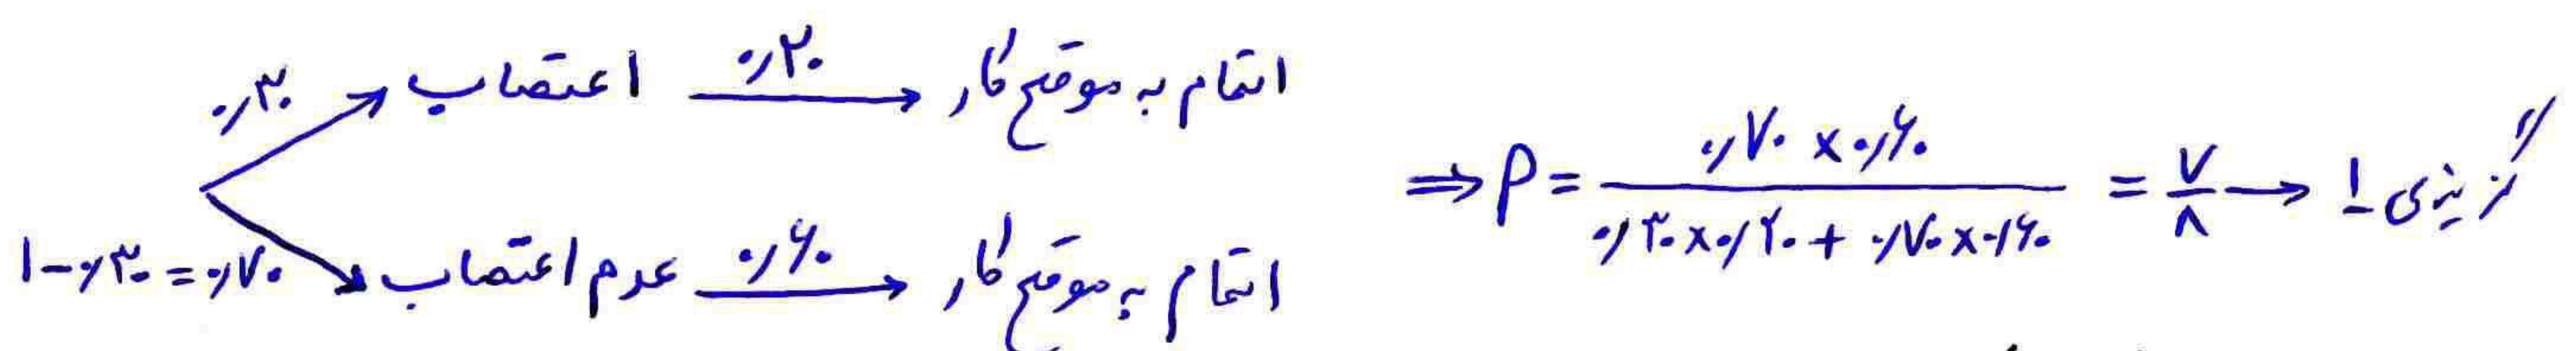 ۰٫۳۰ اعتصاب ۰٫۲۰ → اتمام به موقع کار
⇒ P = (۰٫۷۰ × ۰٫۶۰) / (۰٫۳۰ × ۰٫۲۰ + ۰٫۷۰ × ۰٫۶۰) = ۷/۸ → گزینه‌ی ۱
۱ - ۰٫۳۰ = ۰٫۷۰ عدم اعتصاب ۰٫۶۰ → اتمام به موقع کار